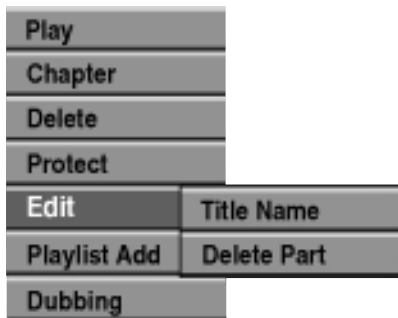 Play
Chapter
Delete
Protect
Edit
Title Name
Playlist Add
Delete Part
Dubbing